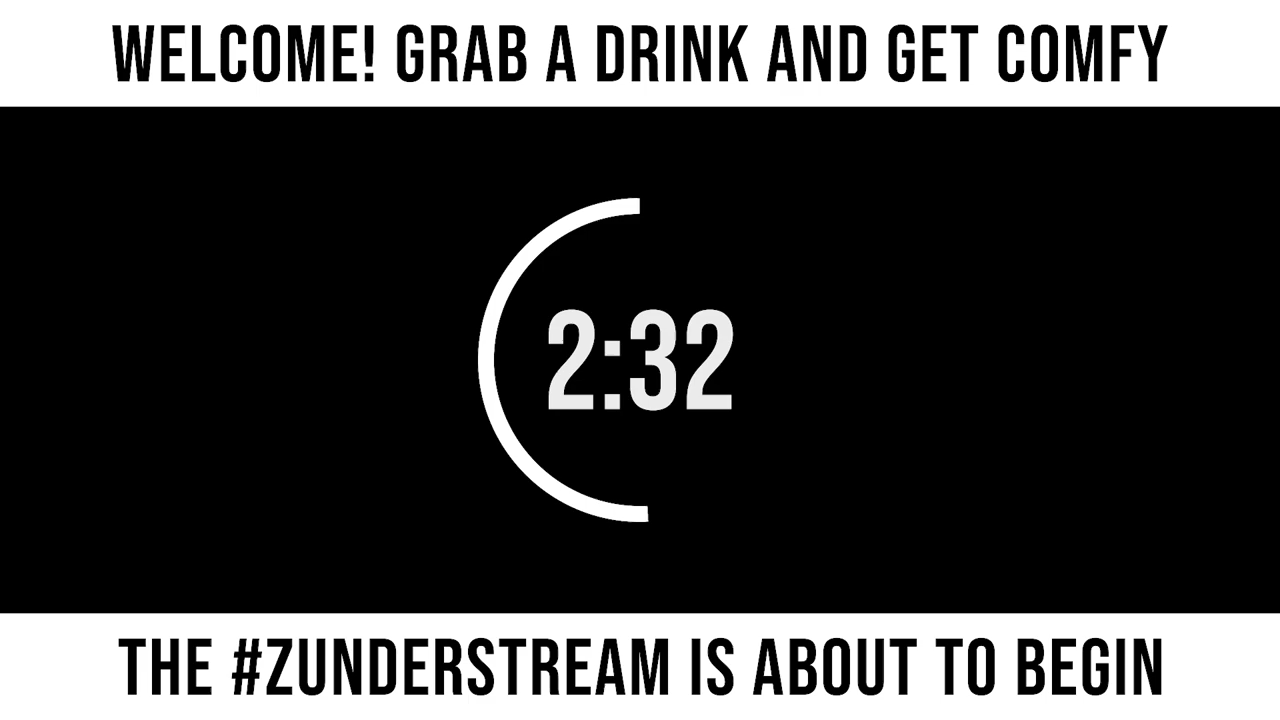 WELCOME! GRAB A DRINK AND GET COMFY
2:32
THE #ZUNDERSTREAM IS ABOUT TO BEGIN